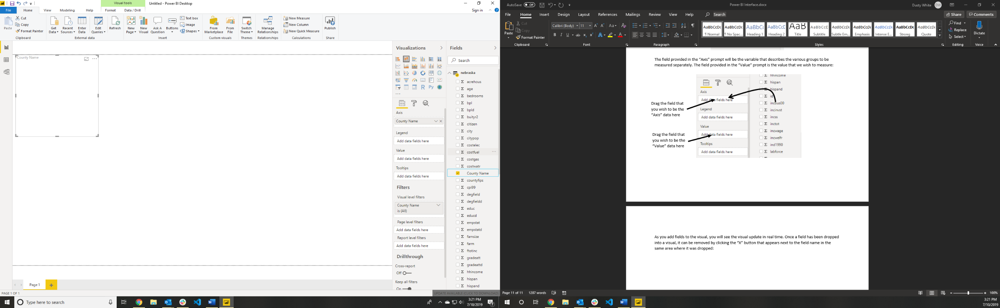 Visual tools
Untitled - Power BI Desktop
File Home View Modeling Help Format Data / Drill
Sign in
Paste
Cut
Copy
Format Painter
Clipboard
Get Data
Recent Sources
Enter Data
Edit Queries
Refresh
External data
New Page
New Visual
Ask A Question
Buttons
Text box
Image
Shapes
Insert
From Marketplace
From File
Custom visuals
Switch Theme
Themes
Manage Relationships
Relationships
New Measure
New Column
New Quick Measure
Calculations
Publish
Share
County Name
Visualizations
R Py
Axis
County Name
Legend
Add data fields here
Value
Add data fields here
Tooltips
Add data fields here
Filters
Visual level filters
County Name
is (All)
Page level filters
Add data fields here
Report level filters
Add data fields here
Drillthrough
Cross-report
Off
Keep all filters
On
Fields
Search
nebraska
Σ acrehous
Σ age
Σ bedrooms
Σ bpl
Σ bpld
Σ builtyr2
Σ citizen
Σ city
Σ citypop
Σ costelec
Σ costfuel
Σ costgas
Σ costwatr
County Name
Σ countyfips
Σ cpi99
Σ degfield
Σ degfieldd
Σ educ
Σ educd
Σ empstat
Σ empstatd
Σ famsize
Σ farm
Σ ftotinc
Σ gradeatt
Σ gradeattd
Σ hhincome
Σ hispan
Σ hispand
Page 1
PAGE 1 OF 1
UPDATE AVAILABLE (CLICK TO DOWNLOAD)
Type here to search
3:21 PM
7/10/2019
7
AutoSave Off
Power BI Interface.docx
Dusty White DW
File Home Insert Design Layout References Mailings Review View Help Search
Share Comments
Paste
Cut
Copy
Format Painter
Clipboard
Calibri (Body) 11
Font
Paragraph
AaBbCcDc
¶ Normal
AaBbCcDc
¶ No Spac...
AaBbC(
Heading 1
AaBbCcE
Heading 2
AaB
Title
AaBbCcD
Subtitle
AaBbCcDc
Subtle Em...
AaBbCcDc
Emphasis
AaBbCcDc
Intense E...
AaBbCcDc
Strong
AaBbCcDc
Quote
Styles
Find
Replace
Select
Editing
Dictate
Voice
The field provided in the “Axis” prompt will be the variable that describes the various groups to be
measured separately. The field provided in the “Value” prompt is the value that we wish to measure:
Drag the field that
you wish to be the
“Axis” data here
Drag the field that
you wish to be the
“Value” data here
Axis
Add data fields here
Legend
Add data fields here
Value
Add data fields here
Tooltips
Add data fields here
Σ hhincome
Σ hispan
Σ hispand
Σ id
Σ incbus00
Σ incinvst
Σ incss
Σ inctot
Σ incwage
Σ incwelfr
Σ ind1990
Σ labforce
As you add fields to the visual, you will see the visual update in real time. Once a field has been dropped
into a visual, it can be removed by clicking the “X” button that appears next to the field name in the
same area where it was dropped:
Page 11 of 11 1287 words
100%
3:21 PM
7/10/2019